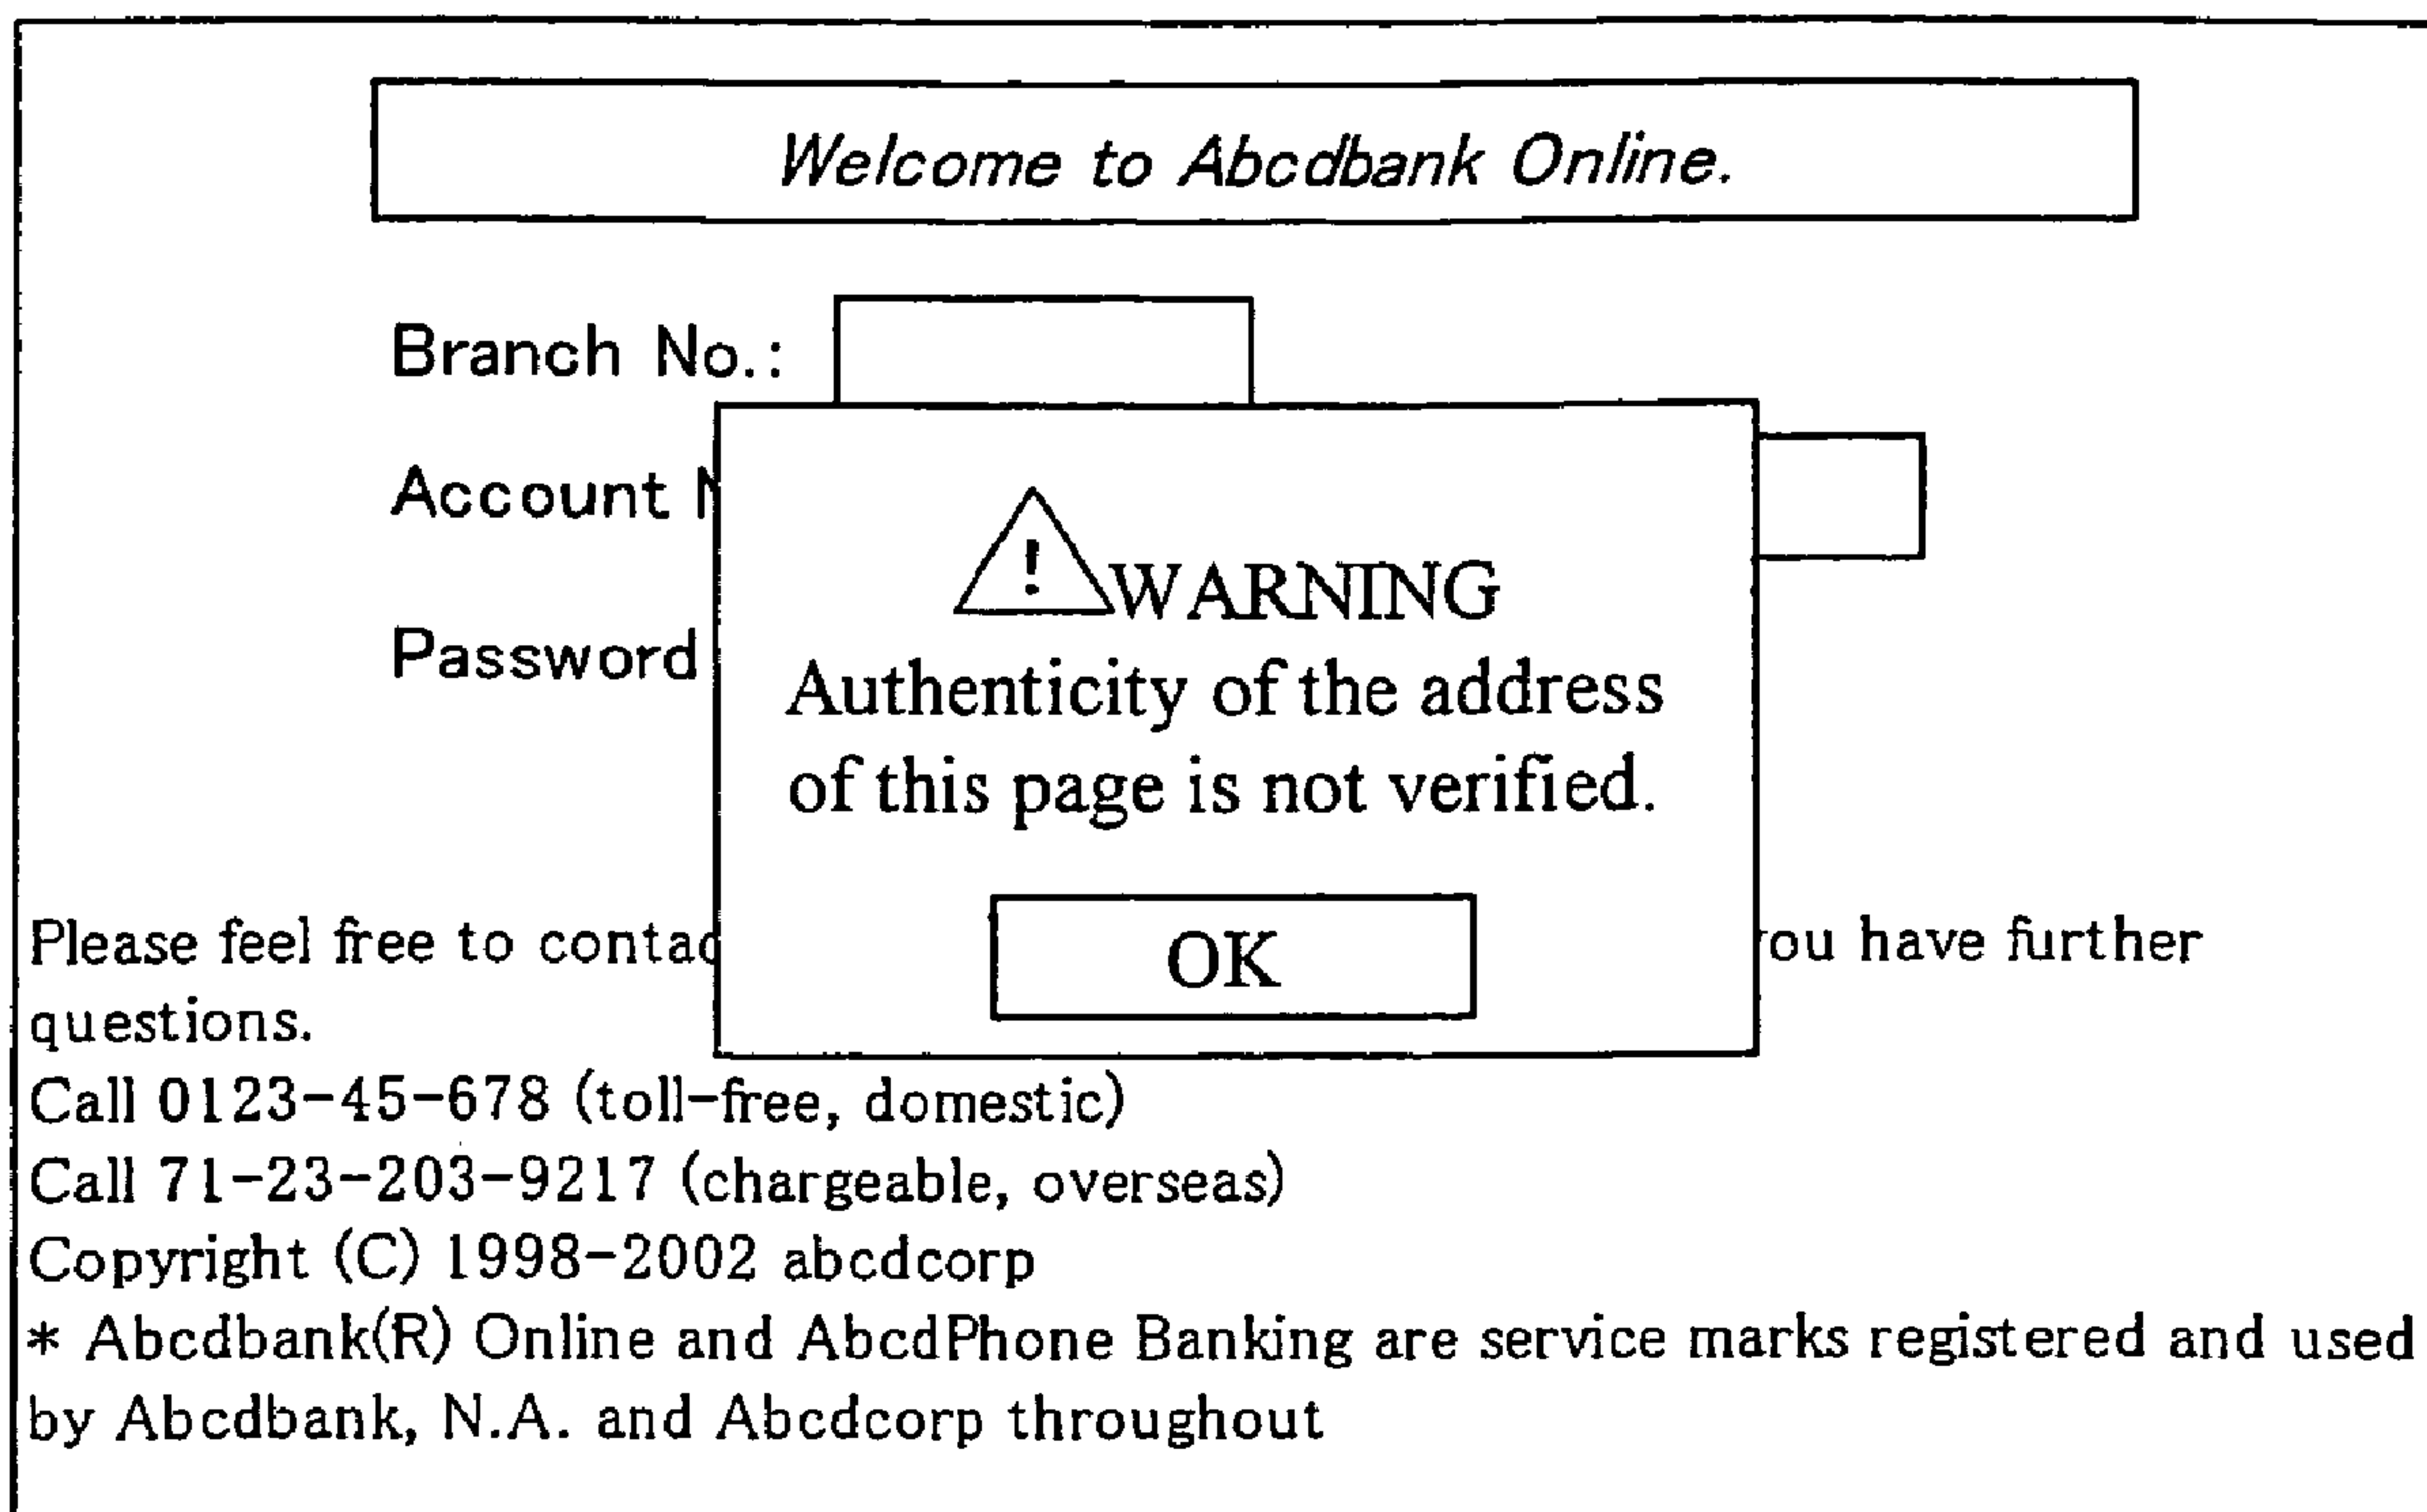 Welcome to Abcdbank Online.
Branch No.:
Account
Password
! WARNING
Authenticity of the address
of this page is not verified.
OK
Please feel free to have further
questions.
Call 0123-45-678 (toll-free, domestic)
Call 71-23-203-9217 (chargeable, overseas)
Copyright (C) 1998-2002 abcdcorp
* Abcdbank(R) Online and AbcdPhone Banking are service marks registered and used
by Abcdbank, N.A. and Abcdcorp throughout